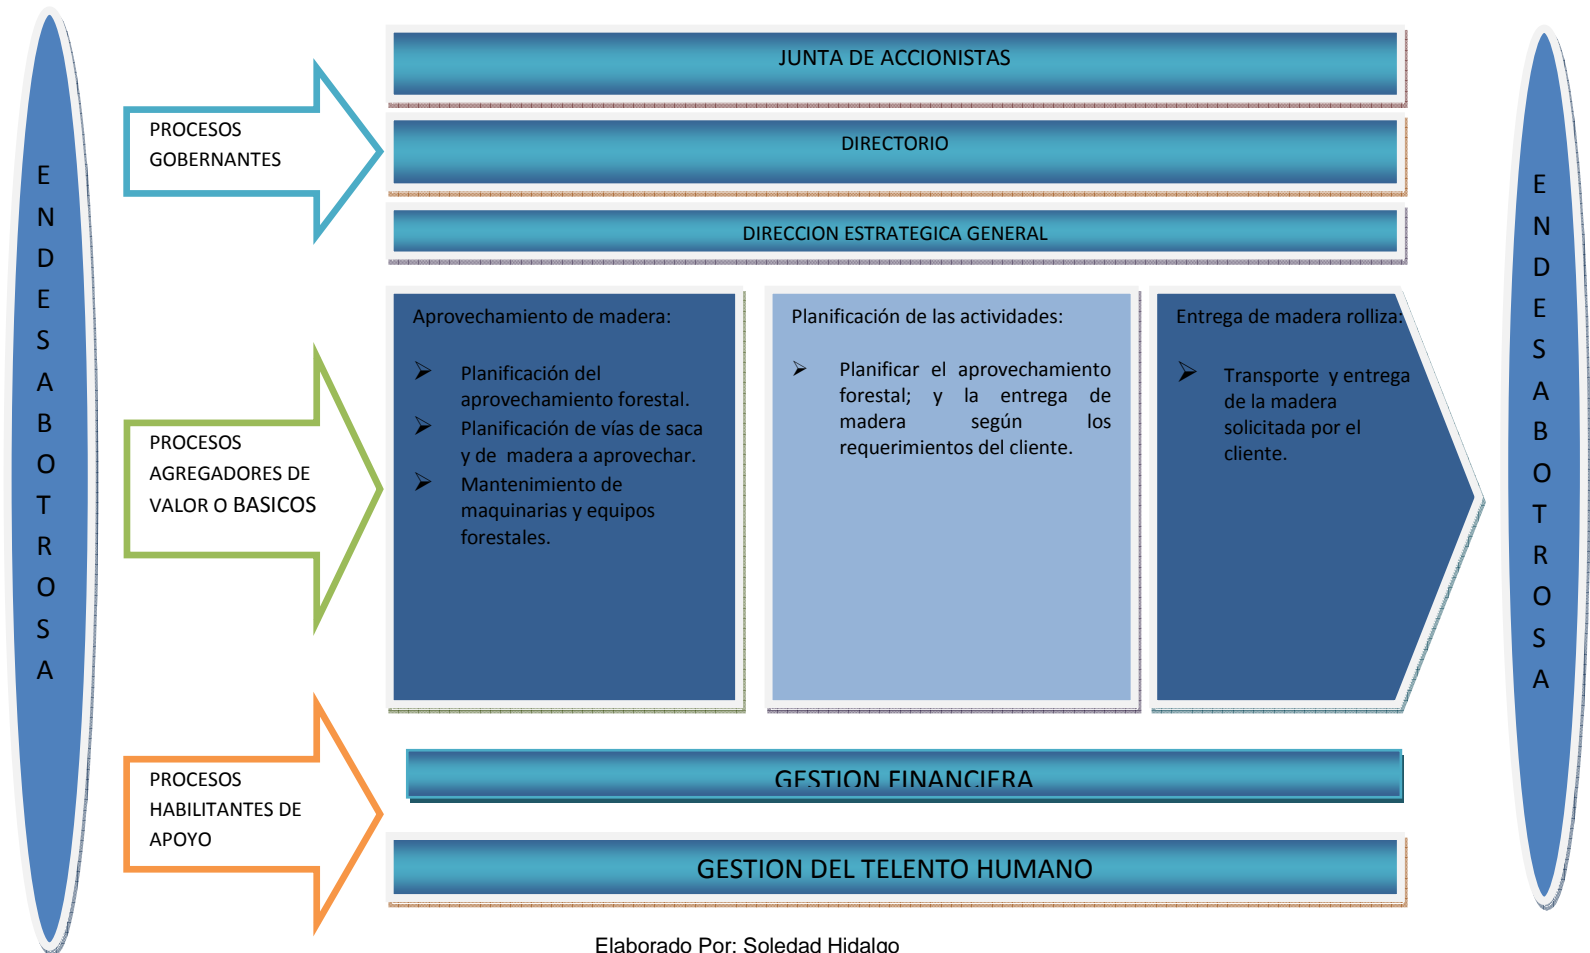 E
N
D
E
S
A
B
O
T
R
O
S
A
PROCESOS
GOBERNANTES
JUNTA DE ACCIONISTAS
DIRECTORIO
DIRECCION ESTRATEGICA GENERAL
PROCESOS
AGREGADORES DE
VALOR O BASICOS
Aprovechamiento de madera:
➤ Planificación del
aprovechamiento forestal.
➤ Planificación de vías de saca
y de madera a aprovechar.
➤ Mantenimiento de
maquinarias y equipos
forestales.
Planificación de las actividades:
➤ Planificar el aprovechamiento
forestal; y la entrega de
madera según los
requerimientos del cliente.
Entrega de madera rolliza:
➤ Transporte y entrega
de la madera
solicitada por el
cliente.
PROCESOS
HABILITANTES DE
APOYO
GESTION FINANCIERA
GESTION DEL TELENTO HUMANO
E
N
D
E
S
A
B
O
T
R
O
S
A
Elaborado Por: Soledad Hidalgo